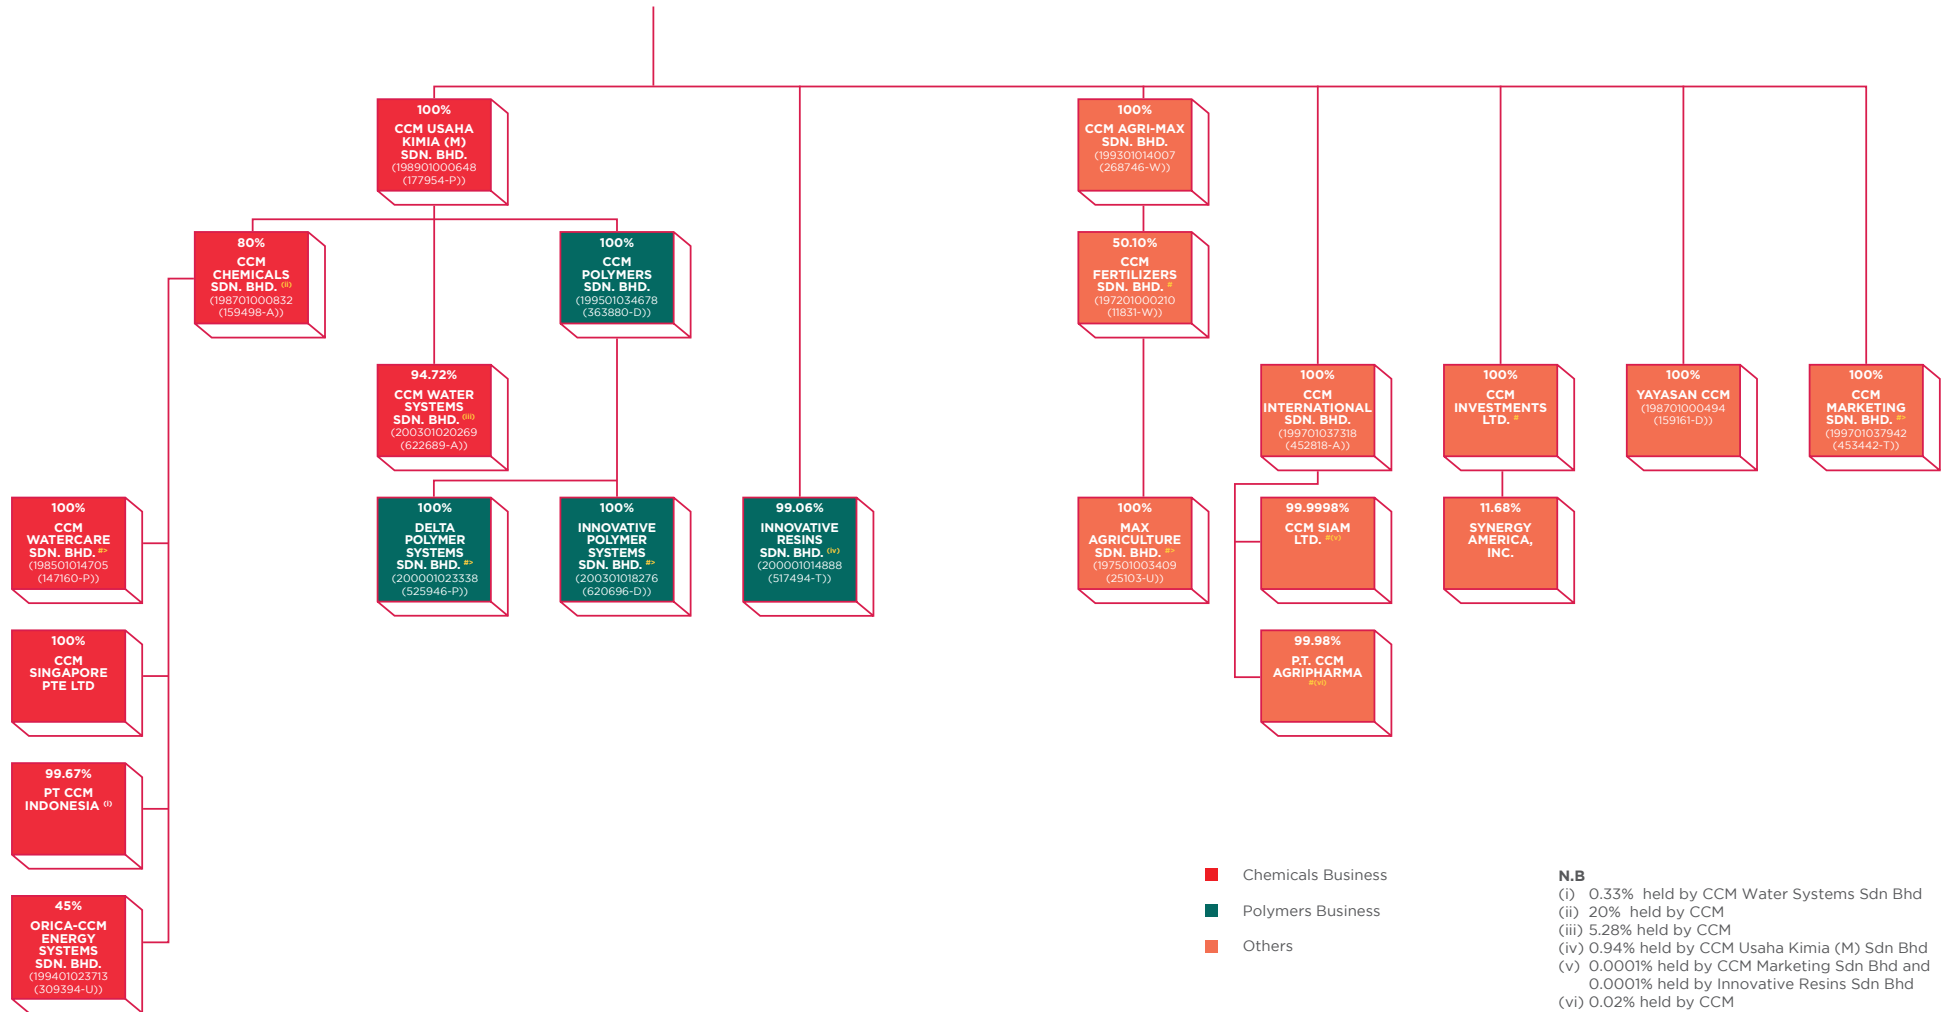 100%
CCM USAHA
KIMIA (M)
SDN. BHD.
(198901000648
(177954-P))
100%
CCM AGRI-MAX
SDN. BHD.
(199301014007
(268746-W))
80%
CCM
CHEMICALS
SDN. BHD. (ii)
(198701000832
(159498-A))
100%
CCM
POLYMERS
SDN. BHD.
(199501034678
(363880-D))
50.10%
CCM
FERTILIZERS
SDN. BHD. #
(197201000210
(11831-W))
94.72%
CCM WATER
SYSTEMS
SDN. BHD. (iii)
(200301020269
(622689-A))
100%
CCM
INTERNATIONAL
SDN. BHD.
(199701037318
(452818-A))
100%
CCM
INVESTMENTS
LTD. #
100%
YAYASAN CCM
(198701000494
(159161-D))
100%
CCM
MARKETING
SDN. BHD. #>
(199701037942
(453442-T))
100%
CCM
WATERCARE
SDN. BHD. #>
(198501014705
(147160-P))
100%
DELTA
POLYMER
SYSTEMS
SDN. BHD. #>
(200001023338
(525946-P))
100%
INNOVATIVE
POLYMER
SYSTEMS
SDN. BHD. #>
(200301018276
(620696-D))
99.06%
INNOVATIVE
RESINS
SDN. BHD. (iv)
(200001014888
(517494-T))
100%
MAX
AGRICULTURE
SDN. BHD. #>
(197501003409
(25103-U))
99.9998%
CCM SIAM
LTD. #(v)
11.68%
SYNERGY
AMERICA,
INC.
100%
CCM
SINGAPORE
PTE LTD
99.98%
P.T. CCM
AGRIPHARMA
#(vi)
99.67%
PT CCM
INDONESIA (i)
45%
ORICA-CCM
ENERGY
SYSTEMS
SDN. BHD.
(199401023713
(309394-U))
Chemicals Business
Polymers Business
Others
N.B
(i) 0.33% held by CCM Water Systems Sdn Bhd
(ii) 20% held by CCM
(iii) 5.28% held by CCM
(iv) 0.94% held by CCM Usaha Kimia (M) Sdn Bhd
(v) 0.0001% held by CCM Marketing Sdn Bhd and
0.0001% held by Innovative Resins Sdn Bhd
(vi) 0.02% held by CCM